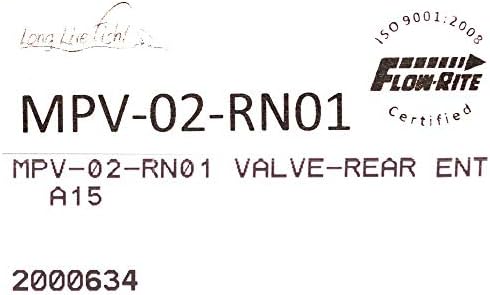 Long Live Fish!
ISO 9001:2008
FLOW-RITE
Certified
MPV-02-RN01
MPV-02-RN01 VALVE-REAR ENT
A15
2000634